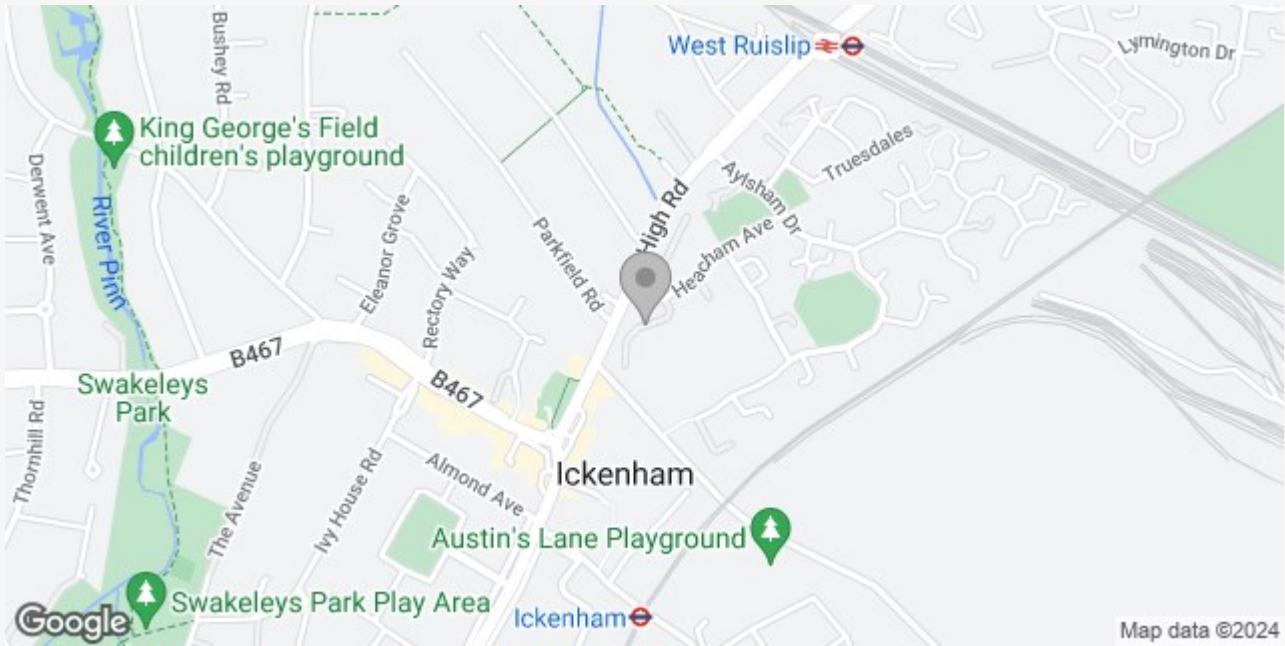 Bushey Rd
West Ruislip
Lymington Dr
King George's Field
children's playground
Truesdales
Derwent Ave
Aylsham Dr
River Pinn
Eleanor Grove
High Rd
Parkfield Rd
Heacham Ave
Rectory Way
B467
B467
Swakeleys
Park
Thornhill Rd
Ickenham
Almond Ave
Ivy House Rd
The Avenue
Austin's Lane Playground
Swakeleys Park Play Area
Ickenham
Google
Map data ©2024